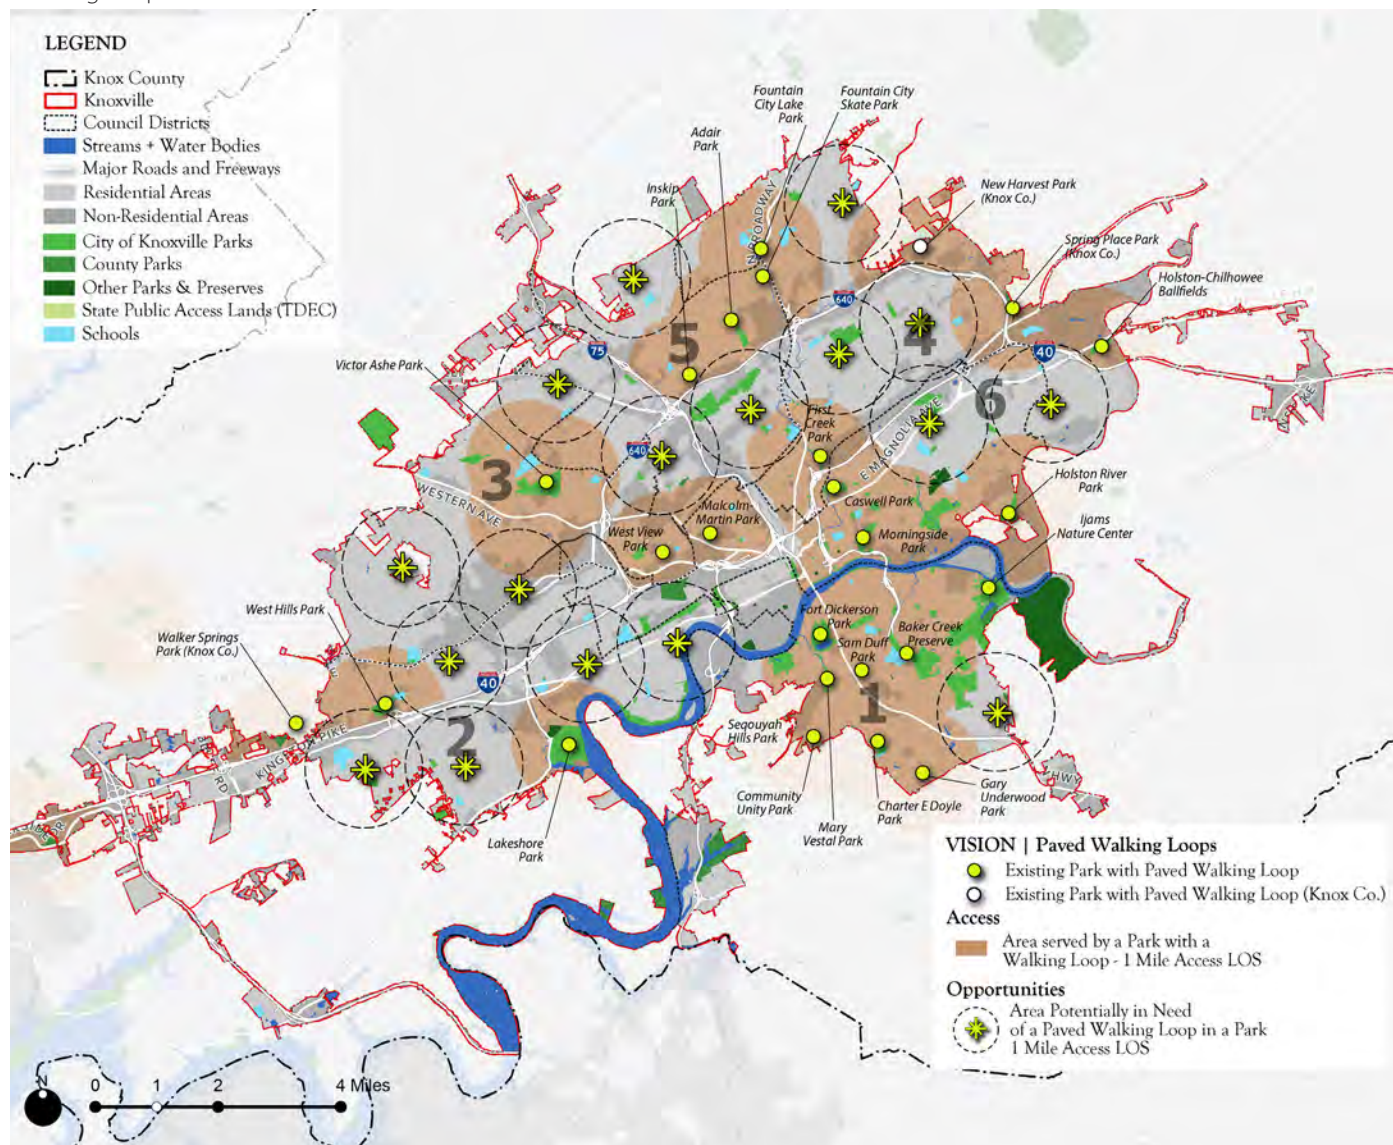 LEGEND
Knox County
Knoxville
Council Districts
Streams + Water Bodies
Major Roads and Freeways
Residential Areas
Non-Residential Areas
City of Knoxville Parks
County Parks
Other Parks & Preserves
State Public Access Lands (TDEC)
Schools
Fountain
City Lake
Park
Fountain City
Skate Park
Adair
Park
Inskip
Park
N BROADWAY
New Harvest Park
(Knox Co.)
Spring Place Park
(Knox Co.)
Holston-Chilhowee
Ballfields
640
75
5
4
40
6
Victor Ashe Park
First
Creek
Park
E MAGNOLIA AVE
640
3
WESTERN AVE
Malcolm-
Martin Park
West View
Park
Caswell Park
Morningside
Park
Holston River
Park
Ijams
Nature Center
West Hills Park
Walker Springs
Park (Knox Co.)
Fort Dickerson
Park
Sam Duff
Park
Baker Creek
Preserve
40
2
1
KINGSTON PIKE
RD
Seqouyah
Hills Park
Community
Unity Park
Mary
Vestal Park
Charter E Doyle
Park
Gary
Underwood
Park
HWY
Lakeshore
Park
VISION | Paved Walking Loops
Existing Park with Paved Walking Loop
Existing Park with Paved Walking Loop (Knox Co.)
Access
Area served by a Park with a
Walking Loop - 1 Mile Access LOS
Opportunities
Area Potentially in Need
of a Paved Walking Loop in a Park
1 Mile Access LOS
N
0 1 2 4 Miles